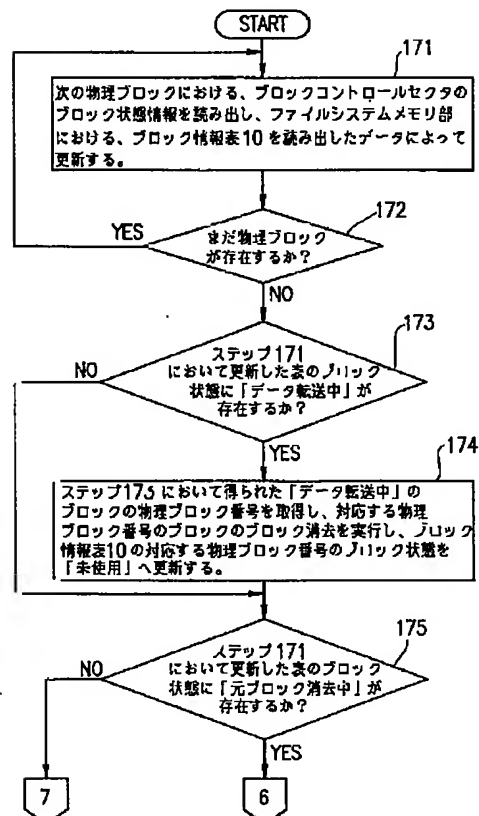 START
171
次の物理ブロックにおける、ブロックコントロールセクタの
ブロック状態情報を読み出し、ファイルシステムメモリ部
における、ブロック情報表10を読み出したデータによって
更新する。
172
YES
まだ物理ブロック
が存在するか?
NO
173
NO
ステップ171
において更新した表のブロック
状態に「データ転送中」が
存在するか?
YES
174
ステップ173において得られた「データ転送中」の
ブロックの物理ブロック番号を取得し、対応する物理
ブロック番号のブロックのブロック消去を実行し、ブロック
情報表10の対応する物理ブロック番号のブロック状態を
「未使用」へ更新する。
175
NO
ステップ171
において更新した表のブロック
状態に「元ブロック消去中」が
存在するか?
YES
7
6